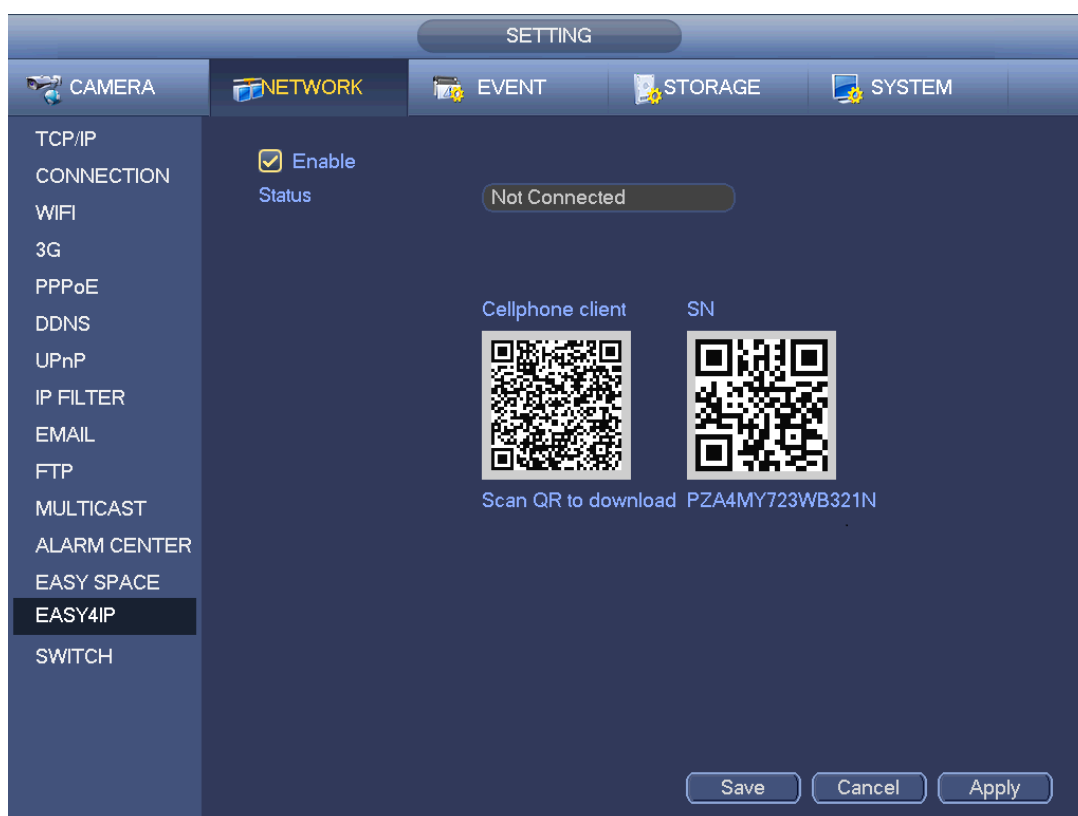 SETTING
CAMERA NETWORK EVENT STORAGE SYSTEM
TCP/IP
CONNECTION
WIFI
3G
PPPoE
DDNS
UPnP
IP FILTER
EMAIL
FTP
MULTICAST
ALARM CENTER
EASY SPACE
EASY4IP
SWITCH
Enable
Status Not Connected
Cellphone client SN
Scan QR to download PZA4MY723WB321N
Save Cancel Apply